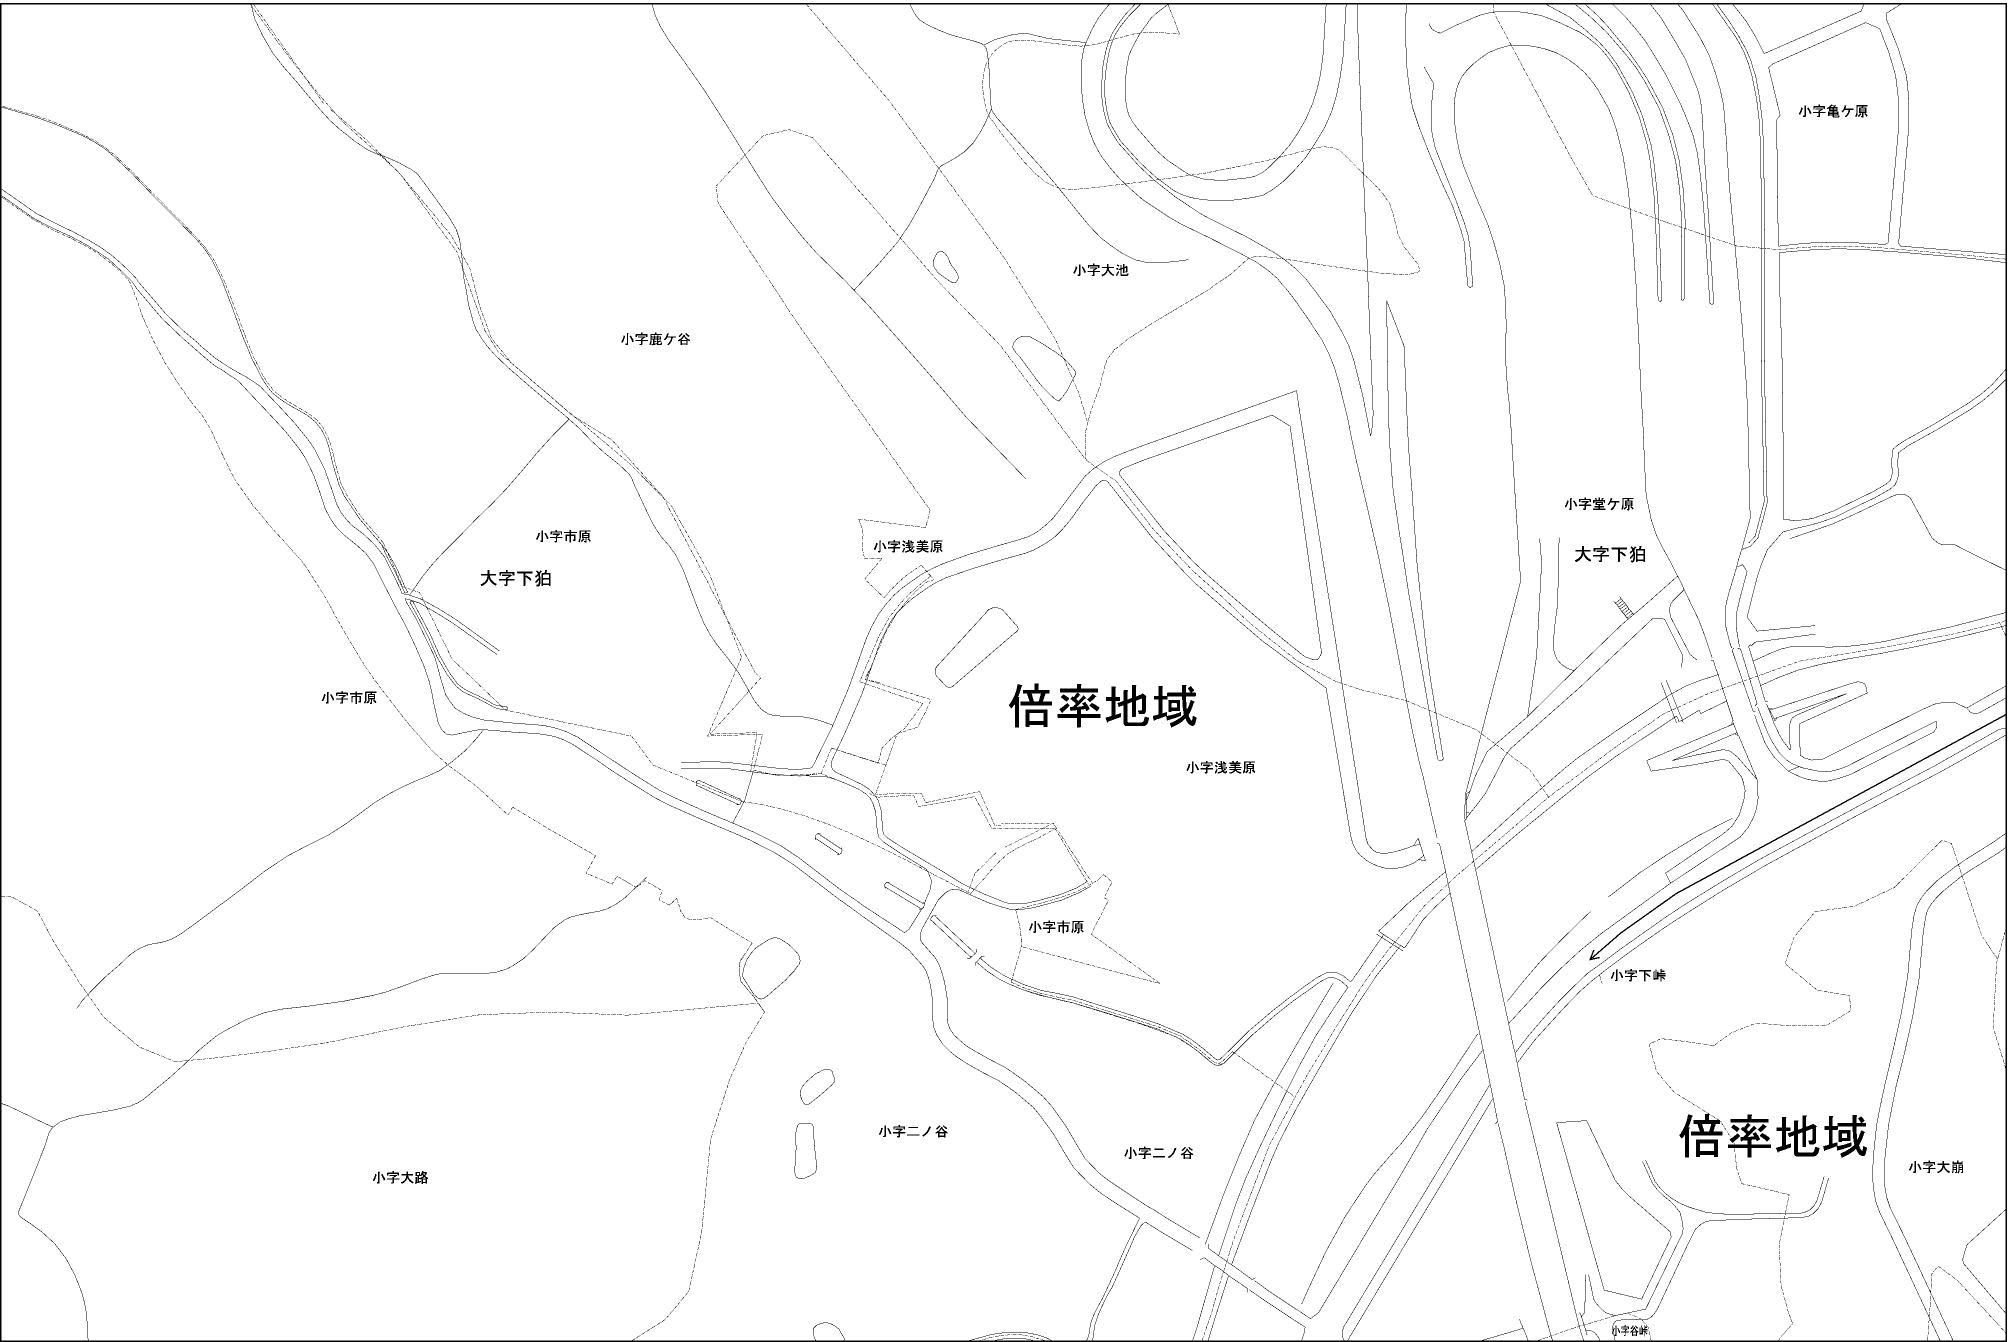 小字亀ケ原
小字大池
小字鹿ケ谷
小字堂ケ原
小字市原
小字浅美原
大字下狛
大字下狛
小字市原
倍率地域
小字浅美原
小字市原
小字下峠
小字二ノ谷
倍率地域
小字二ノ谷
小字大崩
小字大路
小字谷峠